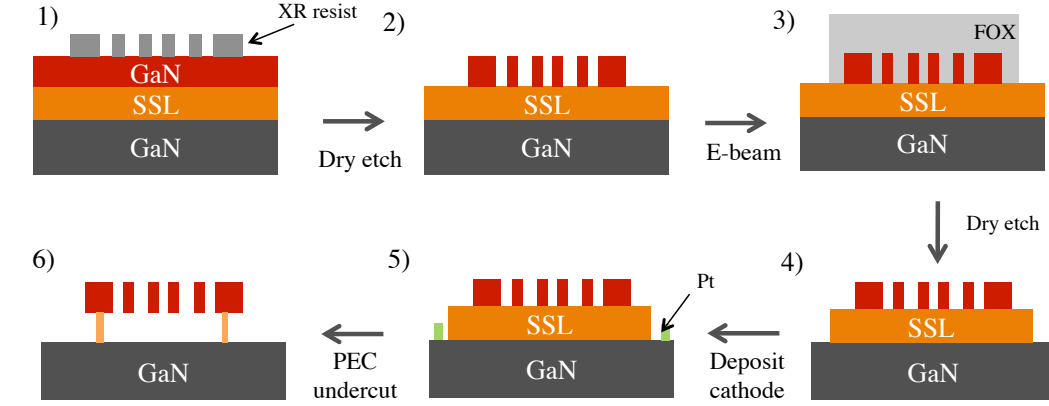 1)
XR resist
GaN
SSL
GaN
Dry etch
2)
SSL
GaN
E-beam
3)
FOX
SSL
GaN
Dry etch
4)
SSL
GaN
Deposit
cathode
5)
Pt
SSL
GaN
PEC
undercut
6)
GaN